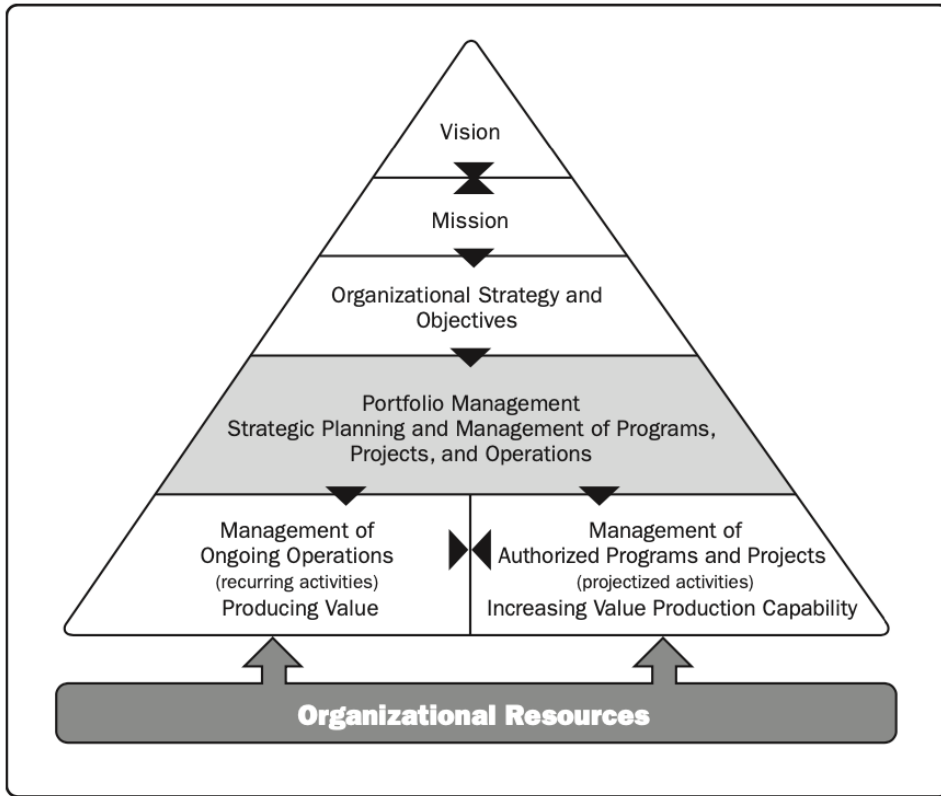 Vision
Mission
Organizational Strategy and
Objectives
Portfolio Management
Strategic Planning and Management of Programs,
Projects, and Operations
Management of
Ongoing Operations
(recurring activities)
Producing Value
Management of
Authorized Programs and Projects
(projectized activities)
Increasing Value Production Capability
Organizational Resources